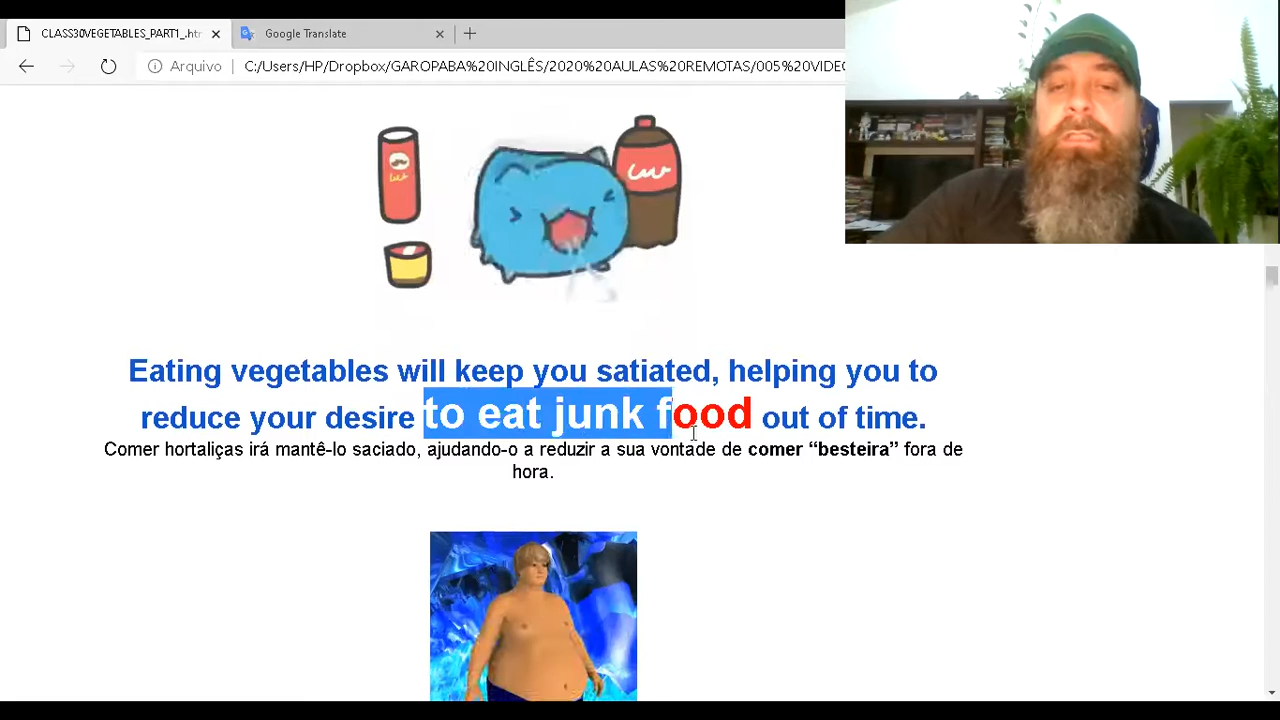 CLASS30VEGETABLES_PART1_.htm
Google Translate
Arquivo
C:/Users/HP/Dropbox/GAROPABA%20INGLÊS/2020%20AULAS%20REMOTAS/005%20VIDEO
Eating vegetables will keep you satiated, helping you to
reduce your desire to eat junk food out of time.
Comer hortaliças irá mantê-lo saciado, ajudando-o a reduzir a sua vontade de comer “besteira” fora de
hora.